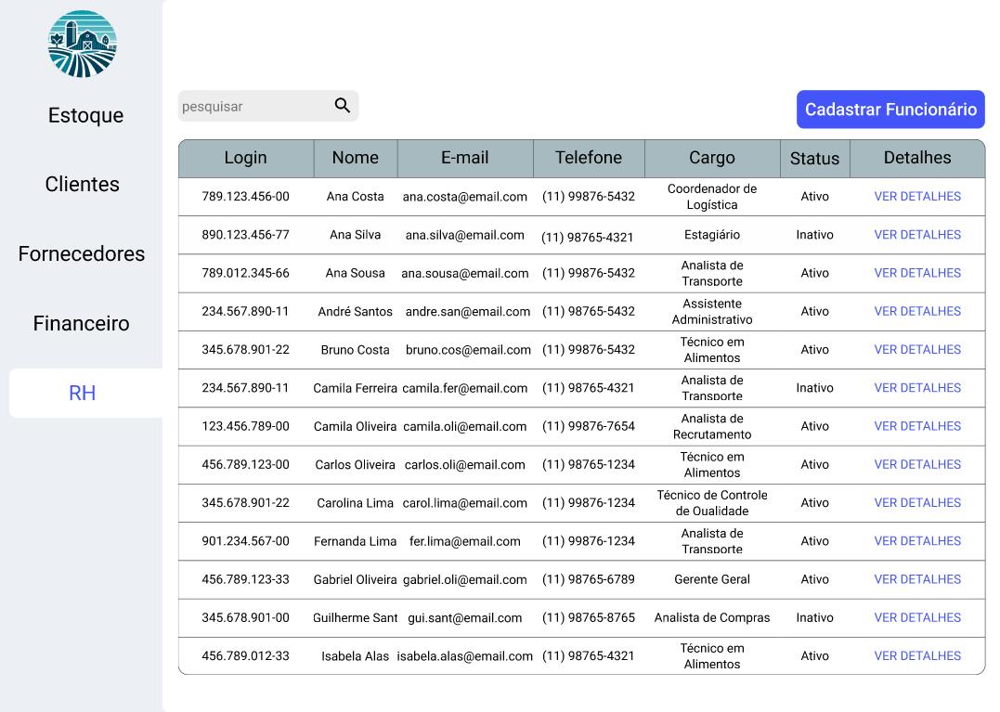 Estoque
Clientes
Fornecedores
Financeiro
RH
pesquisar
Cadastrar Funcionário
Login Nome E-mail Telefone Cargo Status Detalhes
789.123.456-00 Ana Costa ana.costa@email.com (11) 99876-5432 Coordenador de Logística Ativo VER DETALHES
890.123.456-77 Ana Silva ana.silva@email.com (11) 98765-4321 Estagiário Inativo VER DETALHES
789.012.345-66 Ana Sousa ana.sousa@email.com (11) 99876-5432 Analista de Transporte Ativo VER DETALHES
234.567.890-11 André Santos andre.san@email.com (11) 98765-5432 Assistente Administrativo Ativo VER DETALHES
345.678.901-22 Bruno Costa bruno.cos@email.com (11) 99876-5432 Técnico em Alimentos Ativo VER DETALHES
234.567.890-11 Camila Ferreira camila.fer@email.com (11) 98765-4321 Analista de Transporte Inativo VER DETALHES
123.456.789-00 Camila Oliveira camila.oli@email.com (11) 99876-7654 Analista de Recrutamento Ativo VER DETALHES
456.789.123-00 Carlos Oliveira carlos.oli@email.com (11) 98765-1234 Técnico em Alimentos Ativo VER DETALHES
345.678.901-22 Carolina Lima carol.lima@email.com (11) 99876-1234 Técnico de Controle de Qualidade Ativo VER DETALHES
901.234.567-00 Fernanda Lima fer.lima@email.com (11) 99876-1234 Analista de Transporte Ativo VER DETALHES
456.789.123-33 Gabriel Oliveira gabriel.oli@email.com (11) 98765-6789 Gerente Geral Ativo VER DETALHES
345.678.901-00 Guilherme Sant gui.sant@email.com (11) 98765-8765 Analista de Compras Inativo VER DETALHES
456.789.012-33 Isabela Alas isabela.alas@email.com (11) 98765-4321 Técnico em Alimentos Ativo VER DETALHES